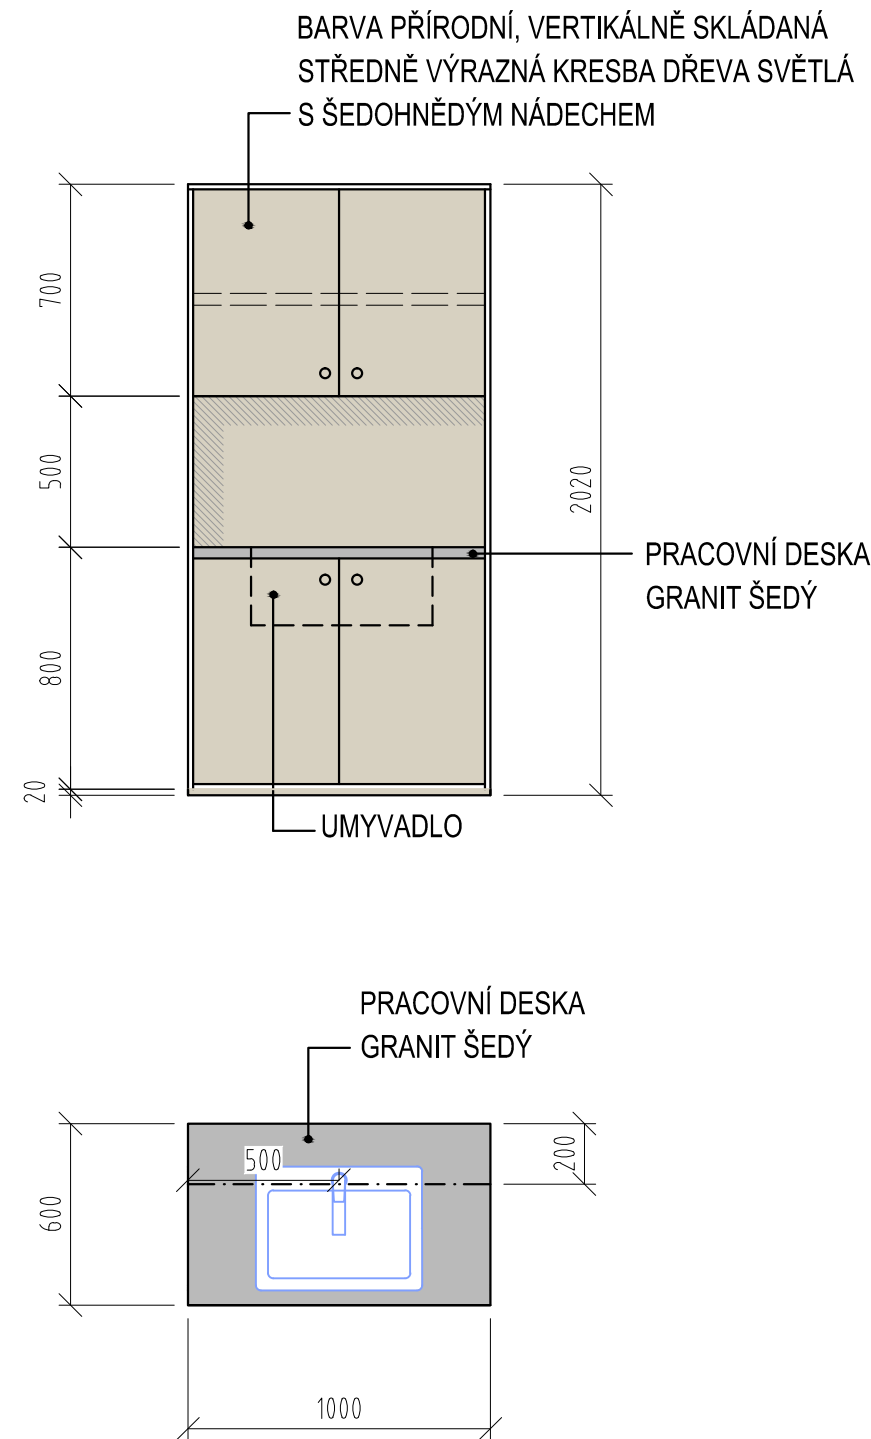 BARVA PŘÍRODNÍ, VERTIKÁLNĚ SKLÁDANÁ
STŘEDNĚ VÝRAZNÁ KRESBA DŘEVA SVĚTLÁ
S ŠEDOHNĚDÝM NÁDECHEM
700
500
2020
PRACOVNÍ DESKA
GRANIT ŠEDÝ
800
20
UMYVADLO
PRACOVNÍ DESKA
GRANIT ŠEDÝ
500
200
600
1000